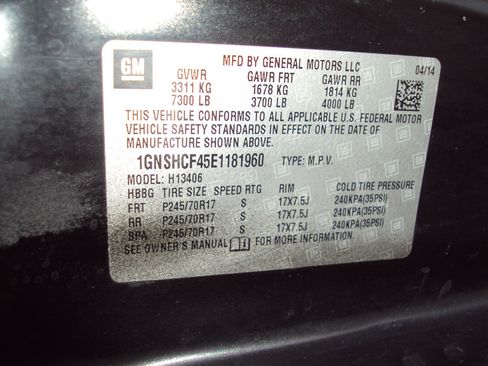 GM
MFD BY GENERAL MOTORS LLC
04/14
GVWR GAWR FRT GAWR RR
3311 KG 1678 KG 1814 KG
7300 LB 3700 LB 4000 LB
THIS VEHICLE CONFORMS TO ALL APPLICABLE U.S. FEDERAL MOTOR
VEHICLE SAFETY STANDARDS IN EFFECT ON THE DATE OF
MANUFACTURE SHOWN ABOVE.
1GNSHCF45E1181960 TYPE: M.P.V.
MODEL: H13406
HBBG TIRE SIZE SPEED RTG RIM COLD TIRE PRESSURE
FRT P245/70R17 S 17X7.5J 240KPA(35PSI)
RR P245/70R17 S 17X7.5J 240KPA(35PSI)
SPA P245/70R17 S 17X7.5J 240KPA(35PSI)
SEE OWNER'S MANUAL FOR MORE INFORMATION.